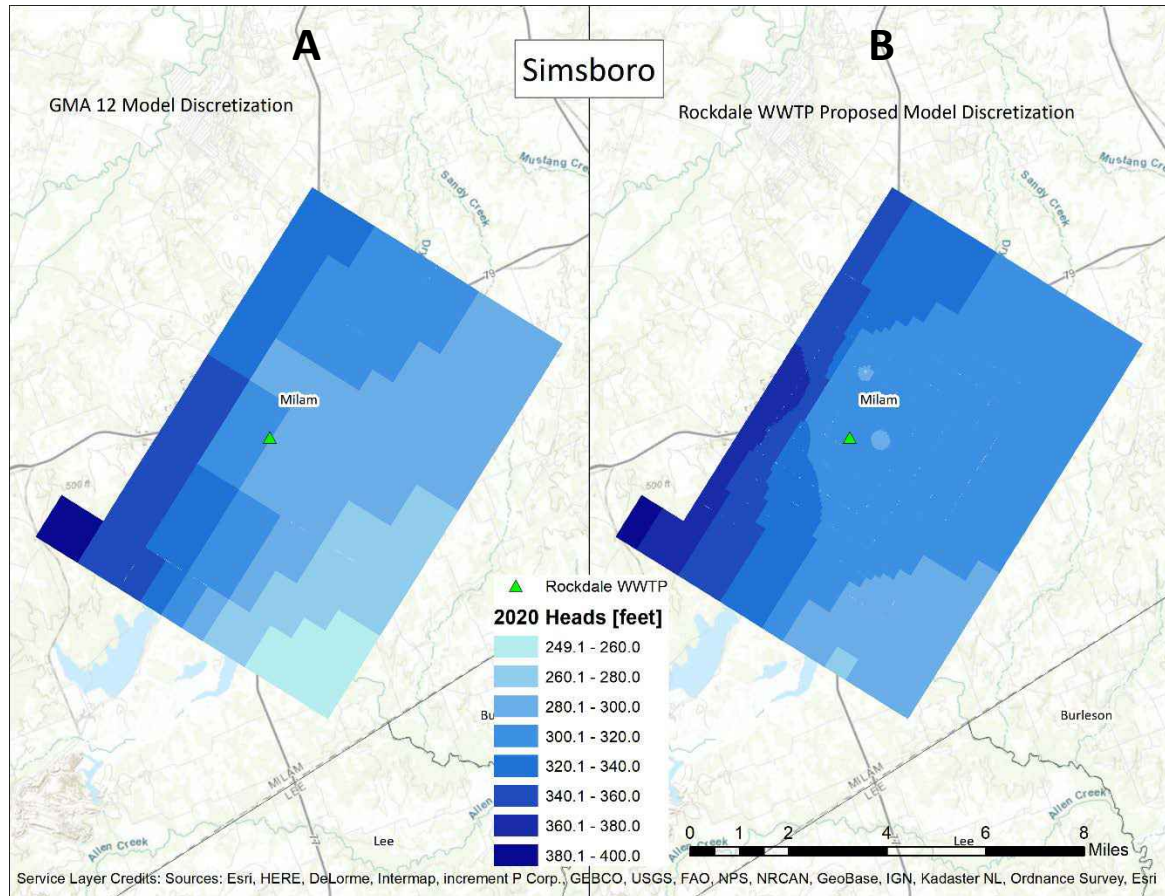 A
B
Simsboro
GMA 12 Model Discretization
Rockdale WWTP Proposed Model Discretization
Mustang Cre
Sandy Creek
Sandy Creek
79
79
Milam
Milam
500 ft
500 ft
Rockdale WWTP
2020 Heads [feet]
249.1 - 260.0
260.1 - 280.0
280.1 - 300.0
300.1 - 320.0
320.1 - 340.0
340.1 - 360.0
360.1 - 380.0
380.1 - 400.0
Bu
Burleson
MILAM
LEE
MILAM
LEE
Allen Creek
Allen Creek
Allen Creek
77
77
Lee
Lee
0 1 2 4 6 8
Miles
Service Layer Credits: Sources: Esri, HERE, DeLorme, Intermap, increment P Corp., GEBCO, USGS, FAO, NPS, NRCAN, GeoBase, IGN, Kadaster NL, Ordnance Survey, Esri